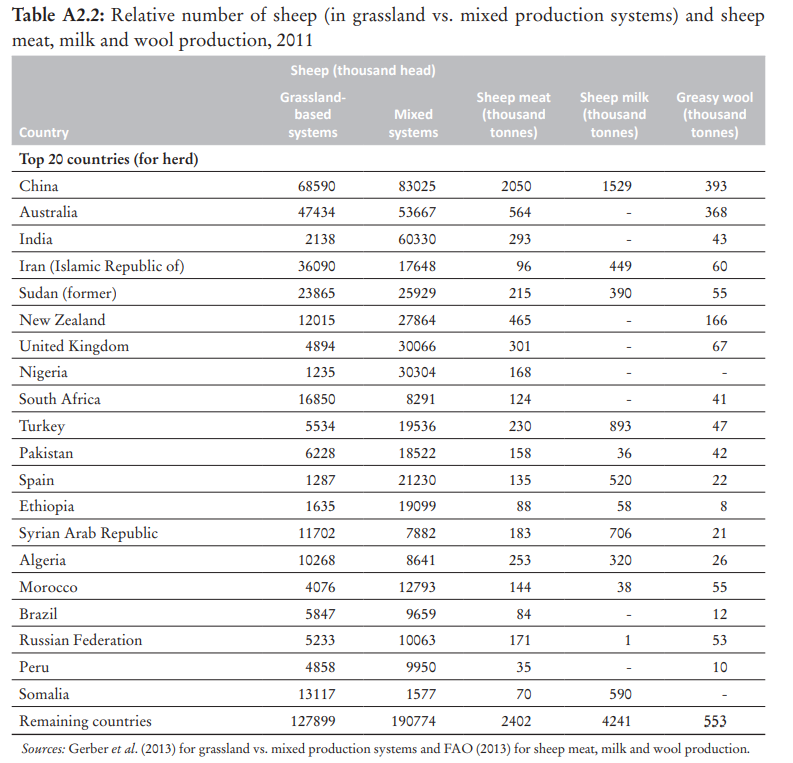 Table A2.2: Relative number of sheep (in grassland vs. mixed production systems) and sheep
meat, milk and wool production, 2011
Sheep (thousand head)
Country Grassland-based systems Mixed systems Sheep meat (thousand tonnes) Sheep milk (thousand tonnes) Greasy wool (thousand tonnes)
Top 20 countries (for herd)
China 68590 83025 2050 1529 393
Australia 47434 53667 564 - 368
India 2138 60330 293 - 43
Iran (Islamic Republic of) 36090 17648 96 449 60
Sudan (former) 23865 25929 215 390 55
New Zealand 12015 27864 465 - 166
United Kingdom 4894 30066 301 - 67
Nigeria 1235 30304 168 - -
South Africa 16850 8291 124 - 41
Turkey 5534 19536 230 893 47
Pakistan 6228 18522 158 36 42
Spain 1287 21230 135 520 22
Ethiopia 1635 19099 88 58 8
Syrian Arab Republic 11702 7882 183 706 21
Algeria 10268 8641 253 320 26
Morocco 4076 12793 144 38 55
Brazil 5847 9659 84 - 12
Russian Federation 5233 10063 171 1 53
Peru 4858 9950 35 - 10
Somalia 13117 1577 70 590 -
Remaining countries 127899 190774 2402 4241 553
Sources: Gerber et al. (2013) for grassland vs. mixed production systems and FAO (2013) for sheep meat, milk and wool production.